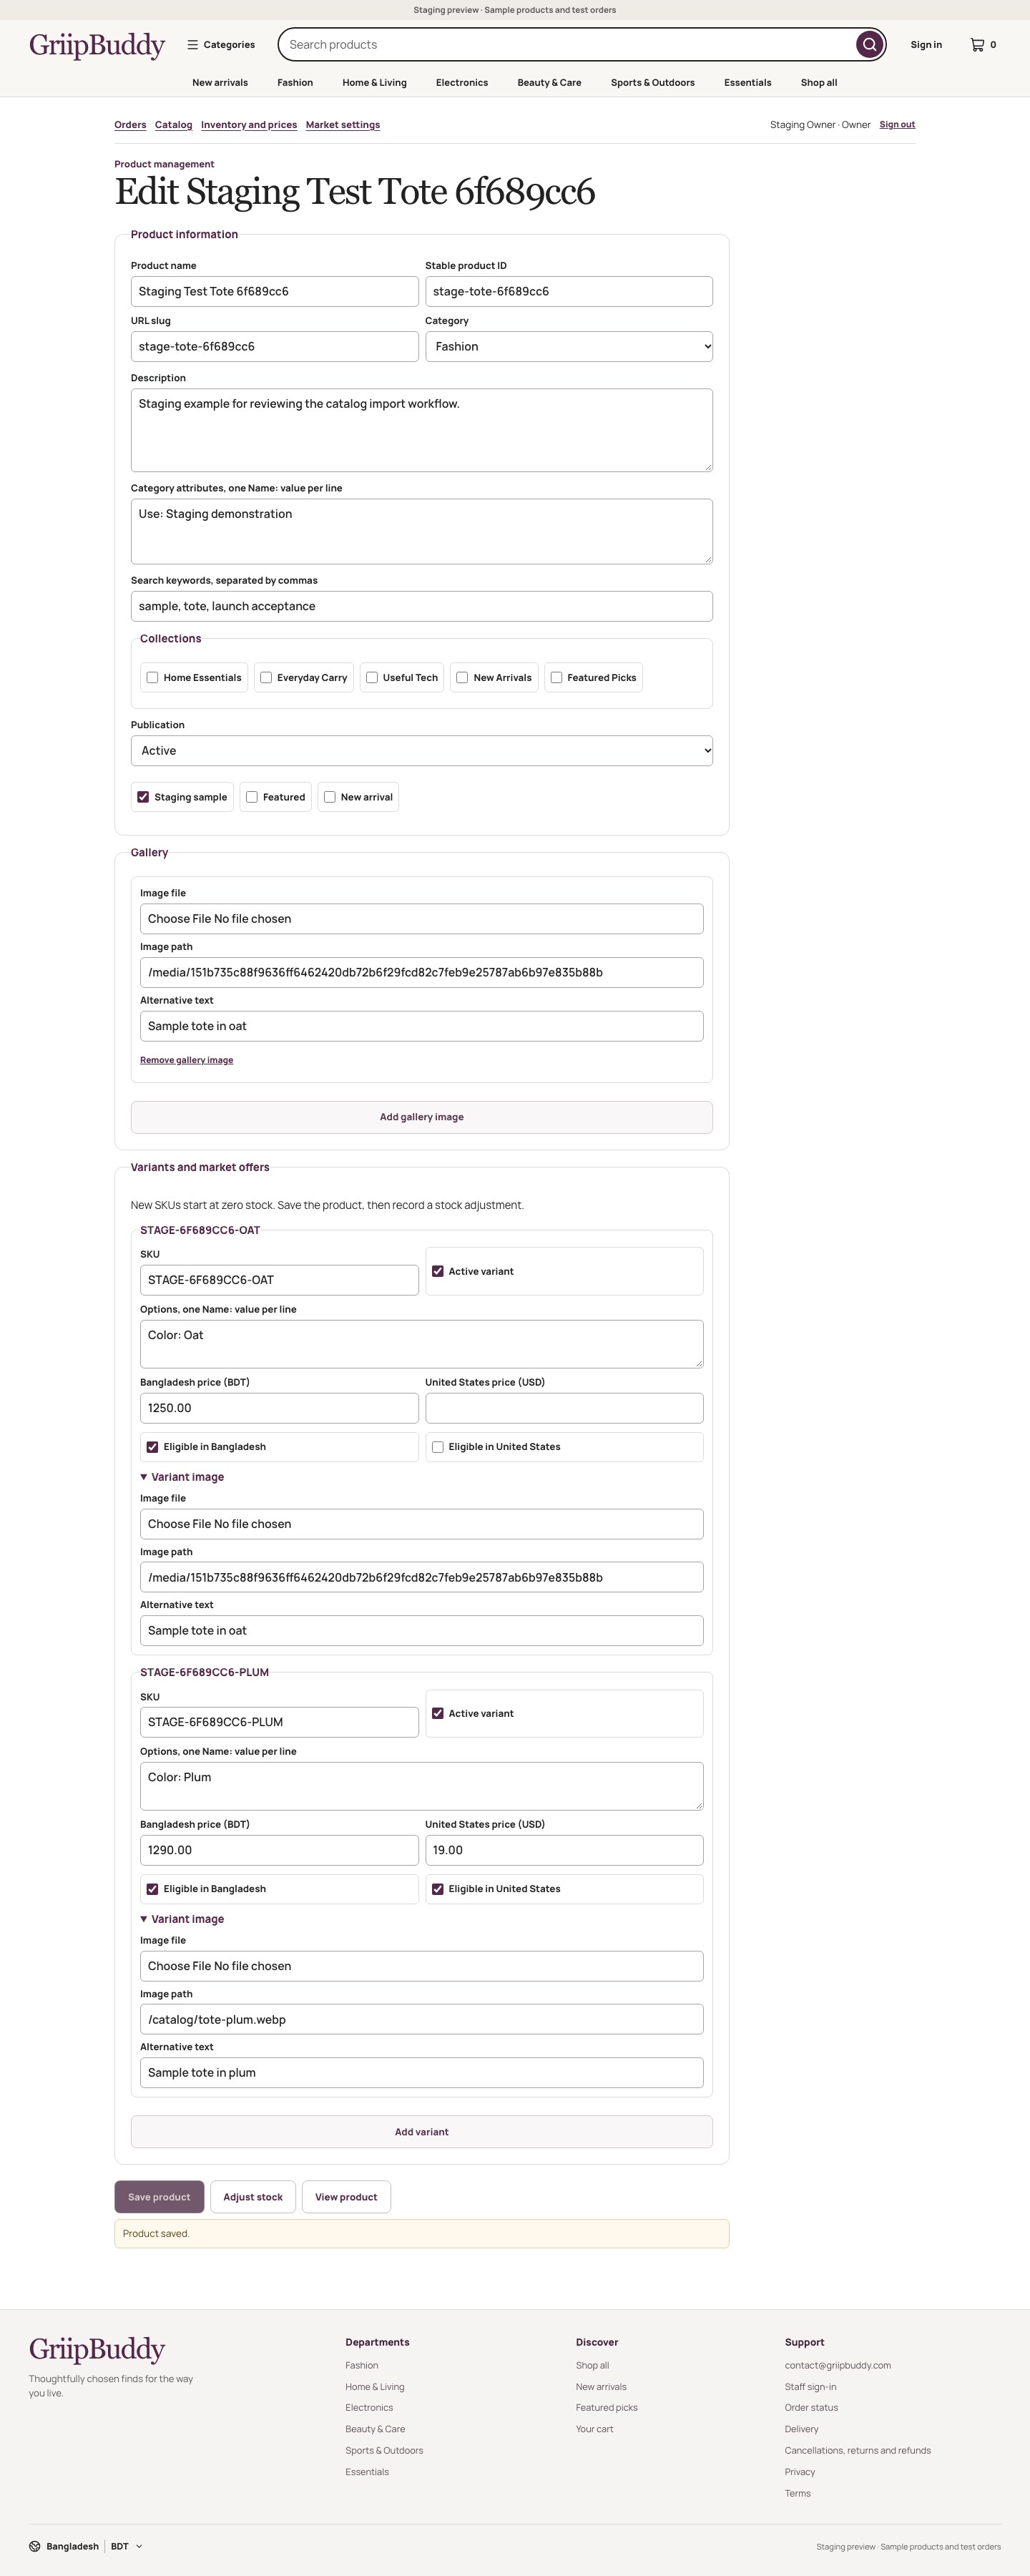 Staging preview · Sample products and test orders
GriipBuddy
Categories
Search products
Sign in
0
New arrivals
Fashion
Home & Living
Electronics
Beauty & Care
Sports & Outdoors
Essentials
Shop all
Orders
Catalog
Inventory and prices
Market settings
Staging Owner · Owner
Sign out
Product management
Edit Staging Test Tote 6f689cc6
Product information
Product name
Stable product ID
Staging Test Tote 6f689cc6
stage-tote-6f689cc6
URL slug
Category
stage-tote-6f689cc6
Fashion
Description
Staging example for reviewing the catalog import workflow.
Category attributes, one Name: value per line
Use: Staging demonstration
Search keywords, separated by commas
sample, tote, launch acceptance
Collections
Home Essentials
Everyday Carry
Useful Tech
New Arrivals
Featured Picks
Publication
Active
Staging sample
Featured
New arrival
Gallery
Image file
Choose File No file chosen
Image path
/media/151b735c88f9636ff6462420db72b6f29fcd82c7feb9e25787ab6b97e835b88b
Alternative text
Sample tote in oat
Remove gallery image
Add gallery image
Variants and market offers
New SKUs start at zero stock. Save the product, then record a stock adjustment.
STAGE-6F689CC6-OAT
SKU
STAGE-6F689CC6-OAT
Active variant
Options, one Name: value per line
Color: Oat
Bangladesh price (BDT)
United States price (USD)
1250.00
Eligible in Bangladesh
Eligible in United States
Variant image
Image file
Choose File No file chosen
Image path
/media/151b735c88f9636ff6462420db72b6f29fcd82c7feb9e25787ab6b97e835b88b
Alternative text
Sample tote in oat
STAGE-6F689CC6-PLUM
SKU
STAGE-6F689CC6-PLUM
Active variant
Options, one Name: value per line
Color: Plum
Bangladesh price (BDT)
United States price (USD)
1290.00
19.00
Eligible in Bangladesh
Eligible in United States
Variant image
Image file
Choose File No file chosen
Image path
/catalog/tote-plum.webp
Alternative text
Sample tote in plum
Add variant
Save product
Adjust stock
View product
Product saved.
GriipBuddy
Thoughtfully chosen finds for the way
you live.
Departments
Fashion
Home & Living
Electronics
Beauty & Care
Sports & Outdoors
Essentials
Discover
Shop all
New arrivals
Featured picks
Your cart
Support
contact@griipbuddy.com
Staff sign-in
Order status
Delivery
Cancellations, returns and refunds
Privacy
Terms
Bangladesh
BDT
Staging preview · Sample products and test orders